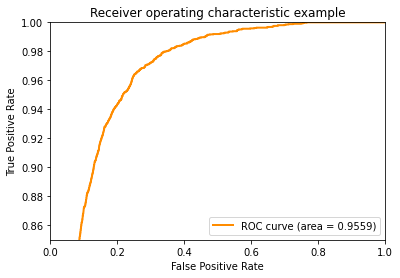 Receiver operating characteristic example
1.00
0.98
0.96
0.94
0.92
0.90
0.88
0.86
True Positive Rate
ROC curve (area = 0.9559)
0.0 0.2 0.4 0.6 0.8 1.0
False Positive Rate